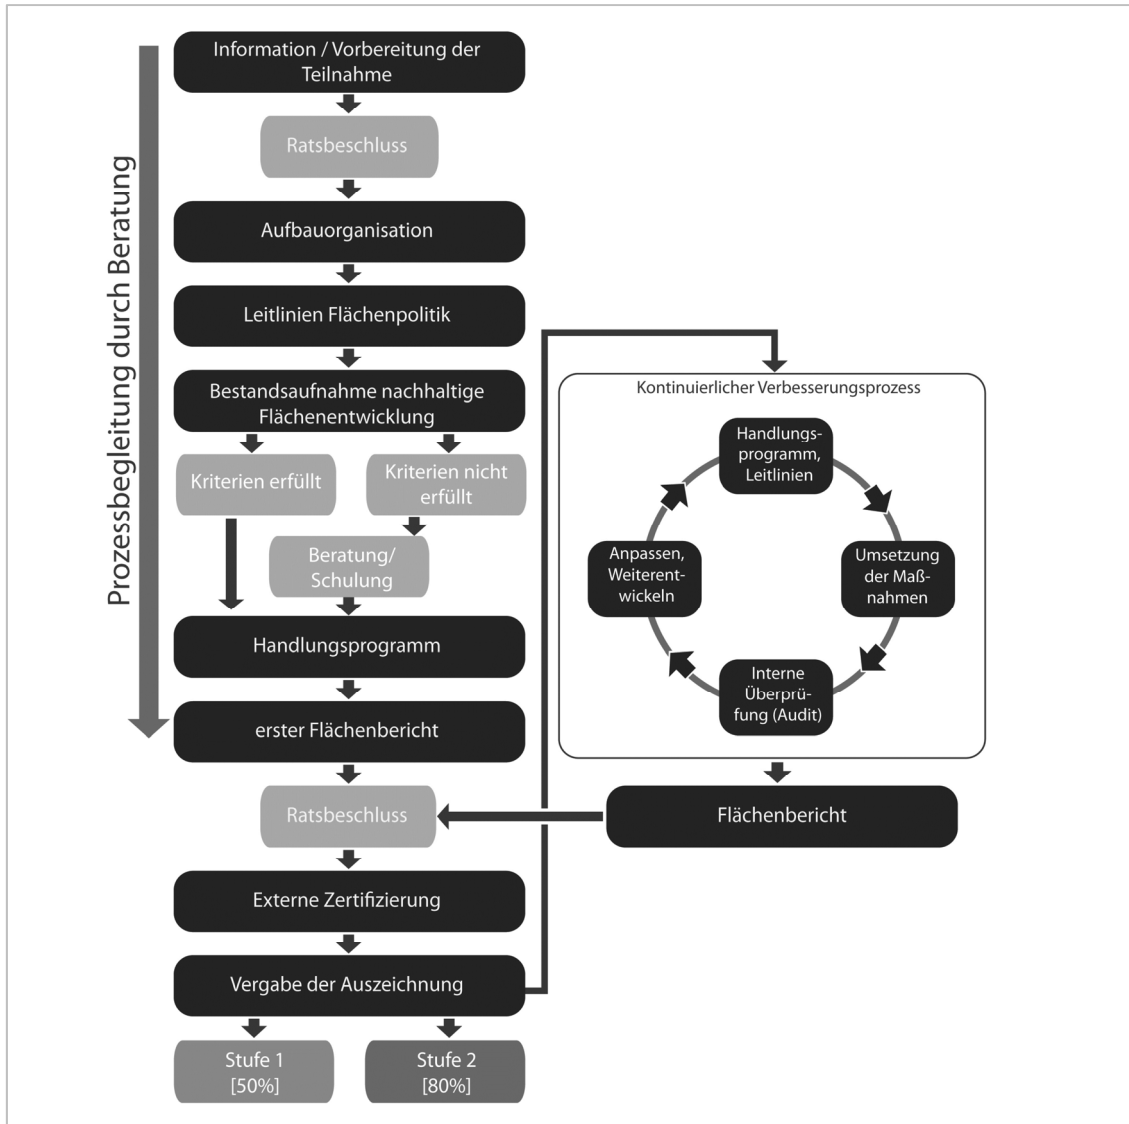 Prozessbegleitung durch Beratung
Information / Vorbereitung der
Teilnahme
Ratsbeschluss
Aufbauorganisation
Leitlinien Flächenpolitik
Bestandsaufnahme nachhaltige
Flächenentwicklung
Kriterien erfüllt
Kriterien nicht
erfüllt
Beratung/
Schulung
Handlungsprogramm
erster Flächenbericht
Ratsbeschluss
Externe Zertifizierung
Vergabe der Auszeichnung
Stufe 1
[50%]
Stufe 2
[80%]
Kontinuierlicher Verbesserungsprozess
Handlungs-
programm,
Leitlinien
Umsetzung
der Maß-
nahmen
Interne
Überprü-
fung (Audit)
Anpassen,
Weiterent-
wickeln
Flächenbericht